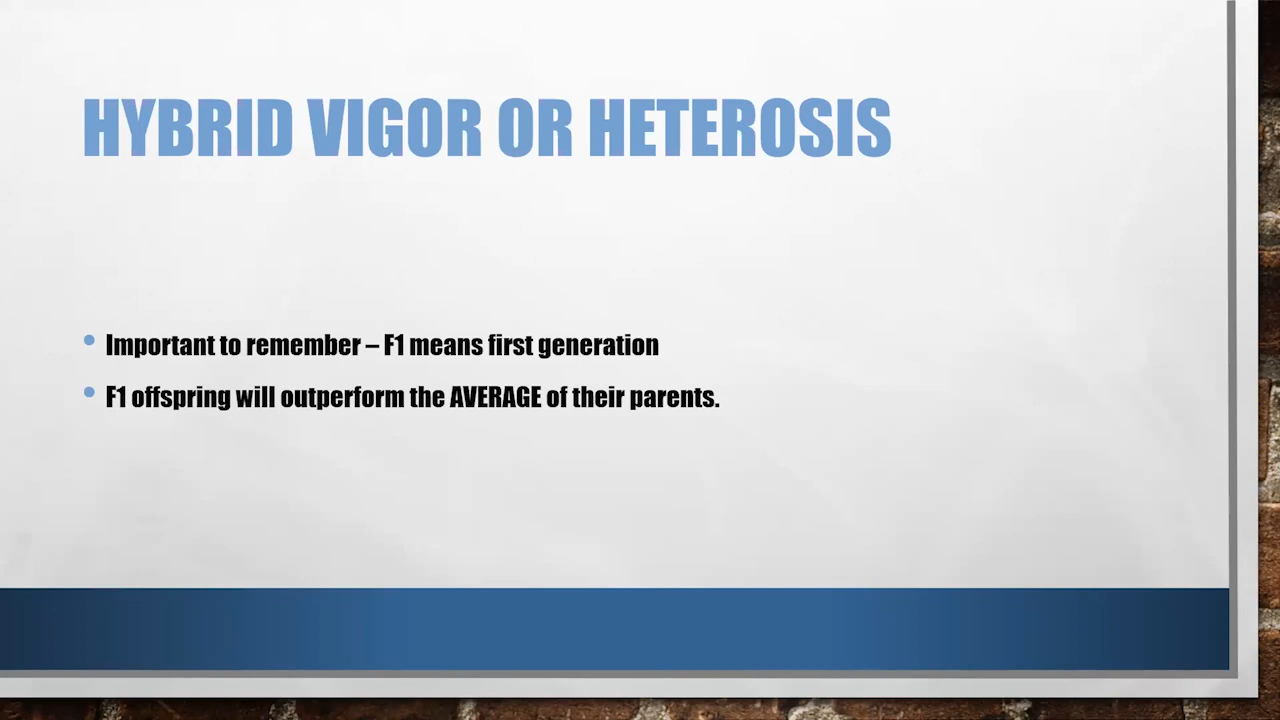 HYBRID VIGOR OR HETEROSIS
• Important to remember – F1 means first generation
• F1 offspring will outperform the AVERAGE of their parents.